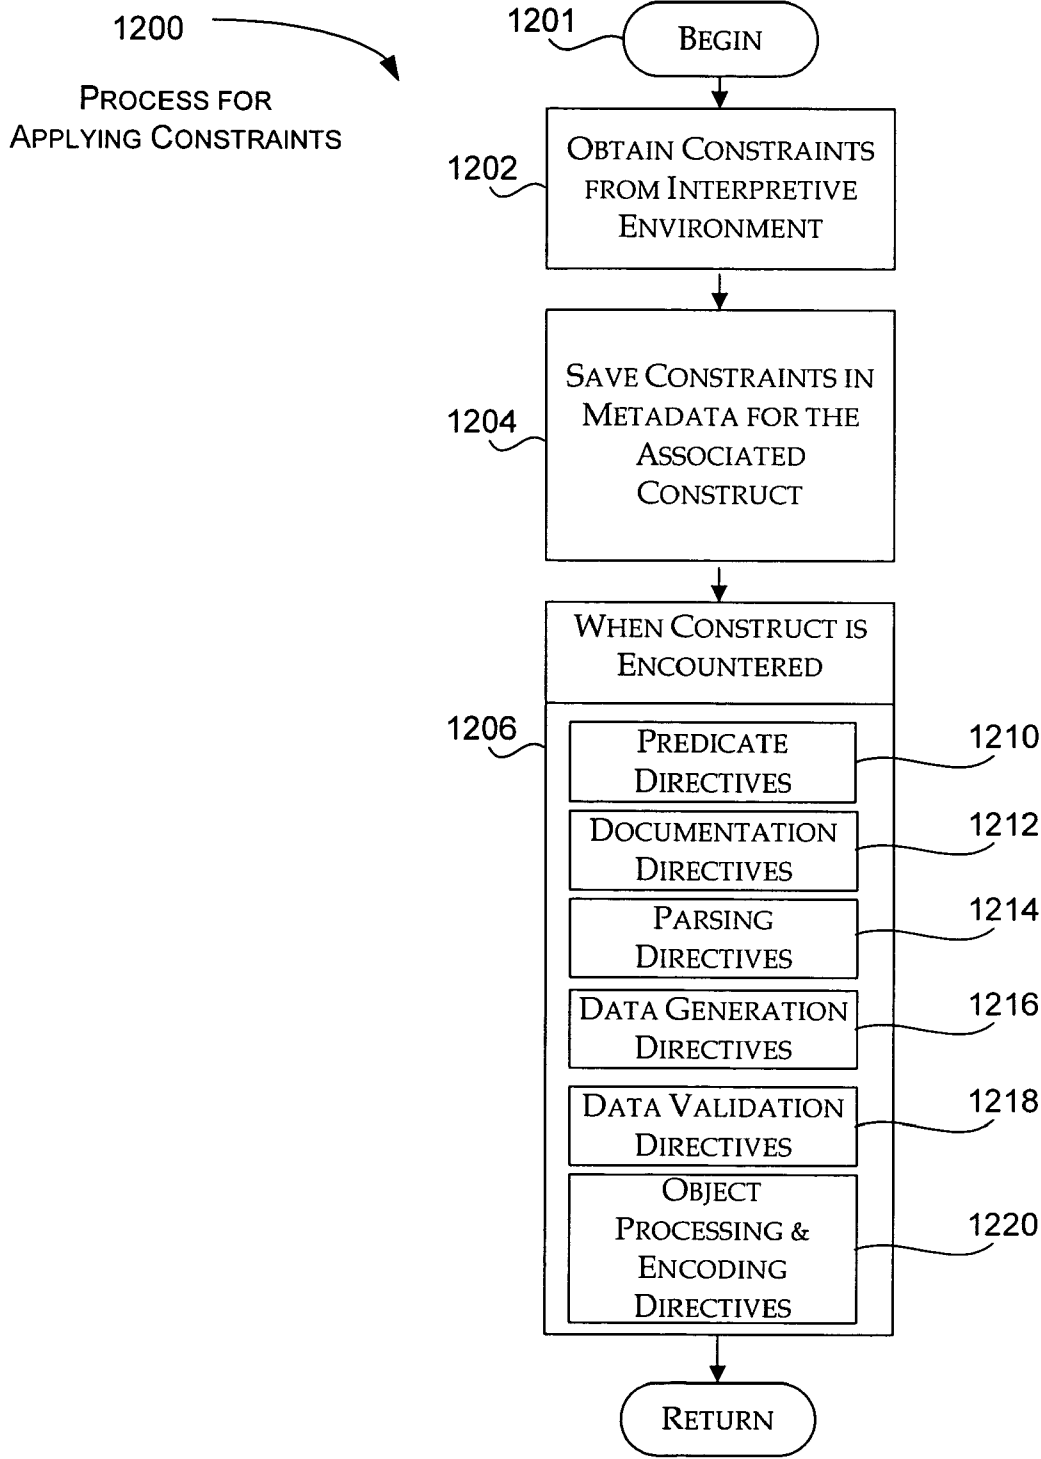 1200
PROCESS FOR
APPLYING CONSTRAINTS
1201
BEGIN
1202
OBTAIN CONSTRAINTS
FROM INTERPRETIVE
ENVIRONMENT
1204
SAVE CONSTRAINTS IN
METADATA FOR THE
ASSOCIATED
CONSTRUCT
WHEN CONSTRUCT IS
ENCOUNTERED
1206
PREDICATE
DIRECTIVES
1210
DOCUMENTATION
DIRECTIVES
1212
PARSING
DIRECTIVES
1214
DATA GENERATION
DIRECTIVES
1216
DATA VALIDATION
DIRECTIVES
1218
OBJECT
PROCESSING &
ENCODING
DIRECTIVES
1220
RETURN